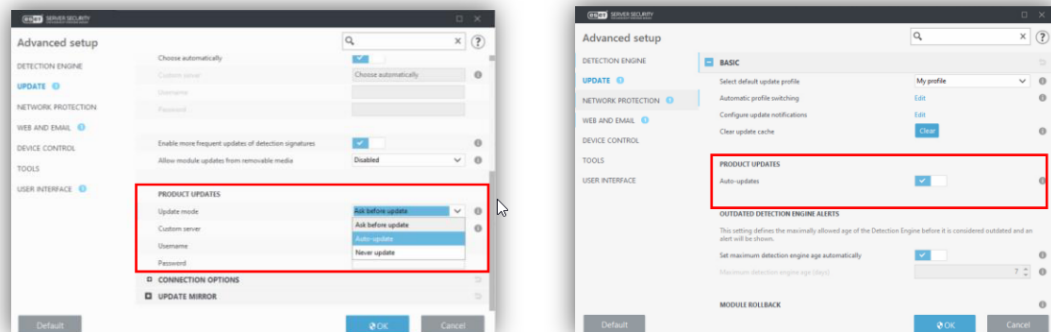 eset SERVER SECURITY
Advanced setup
DETECTION ENGINE
UPDATE
NETWORK PROTECTION
WEB AND EMAIL
DEVICE CONTROL
TOOLS
USER INTERFACE
Choose automatically
Custom server Choose automatically
Username
Password
Enable more frequent updates of detection signatures
Allow module updates from removable media Disabled
PRODUCT UPDATES
Update mode Ask before update
Ask before update
Custom server
Auto-update
Username
Never update
Password
CONNECTION OPTIONS
UPDATE MIRROR
Default OK Cancel
eset SERVER SECURITY
Advanced setup
DETECTION ENGINE
UPDATE
NETWORK PROTECTION
WEB AND EMAIL
DEVICE CONTROL
TOOLS
USER INTERFACE
BASIC
Select default update profile My profile
Automatic profile switching Edit
Configure update notifications Edit
Clear update cache Clear
PRODUCT UPDATES
Auto-updates
OUTDATED DETECTION ENGINE ALERTS
This setting defines the maximally allowed age of the Detection Engine before it is considered outdated and an
alert will be shown.
Set maximum detection engine age automatically
Maximum detection engine age (days) 7
MODULE ROLLBACK
Default OK Cancel